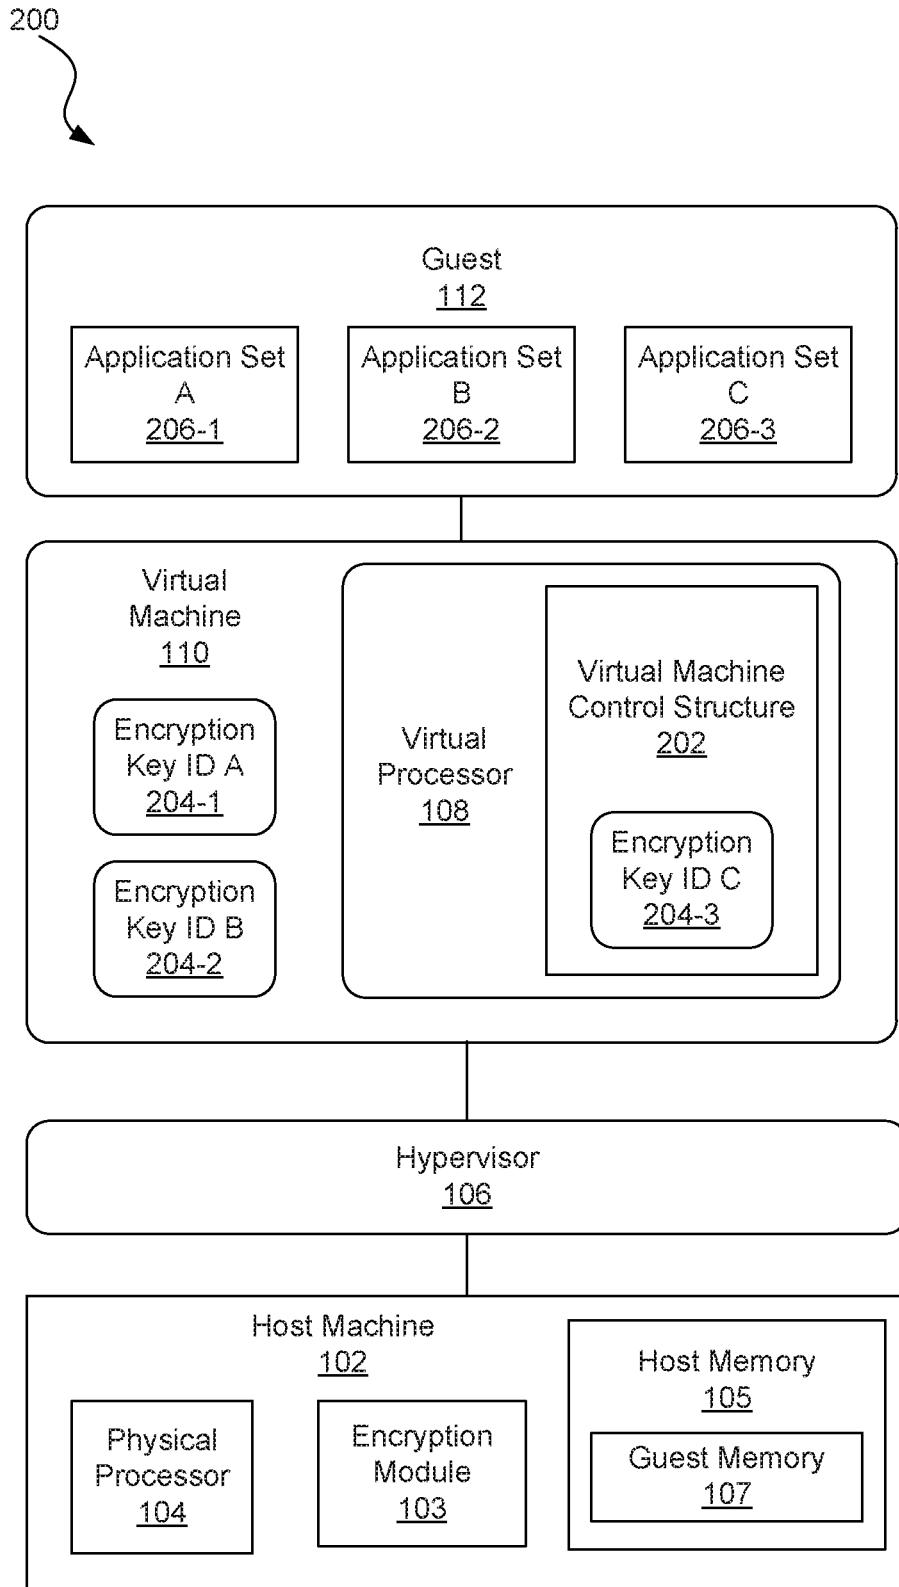 200
Guest
112
Application Set
A
206-1
Application Set
B
206-2
Application Set
C
206-3
Virtual
Machine
110
Encryption
Key ID A
204-1
Encryption
Key ID B
204-2
Virtual
Processor
108
Virtual Machine
Control Structure
202
Encryption
Key ID C
204-3
Hypervisor
106
Host Machine
102
Physical
Processor
104
Encryption
Module
103
Host Memory
105
Guest Memory
107